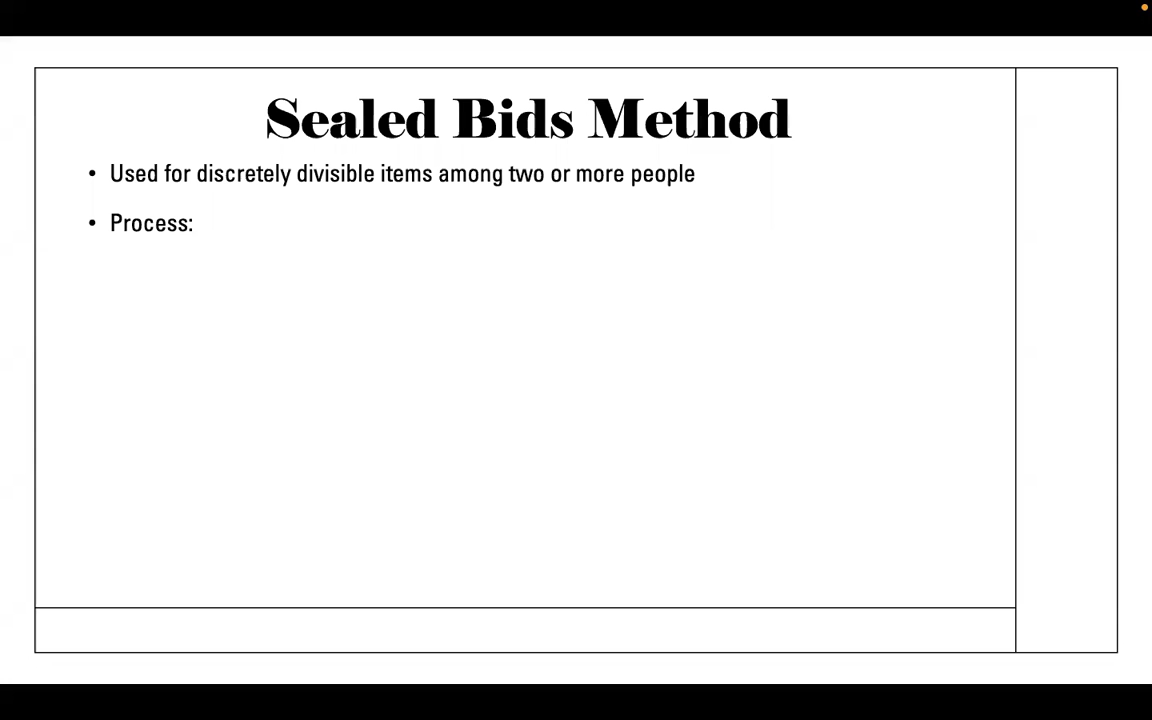 Sealed Bids Method
• Used for discretely divisible items among two or more people
• Process: